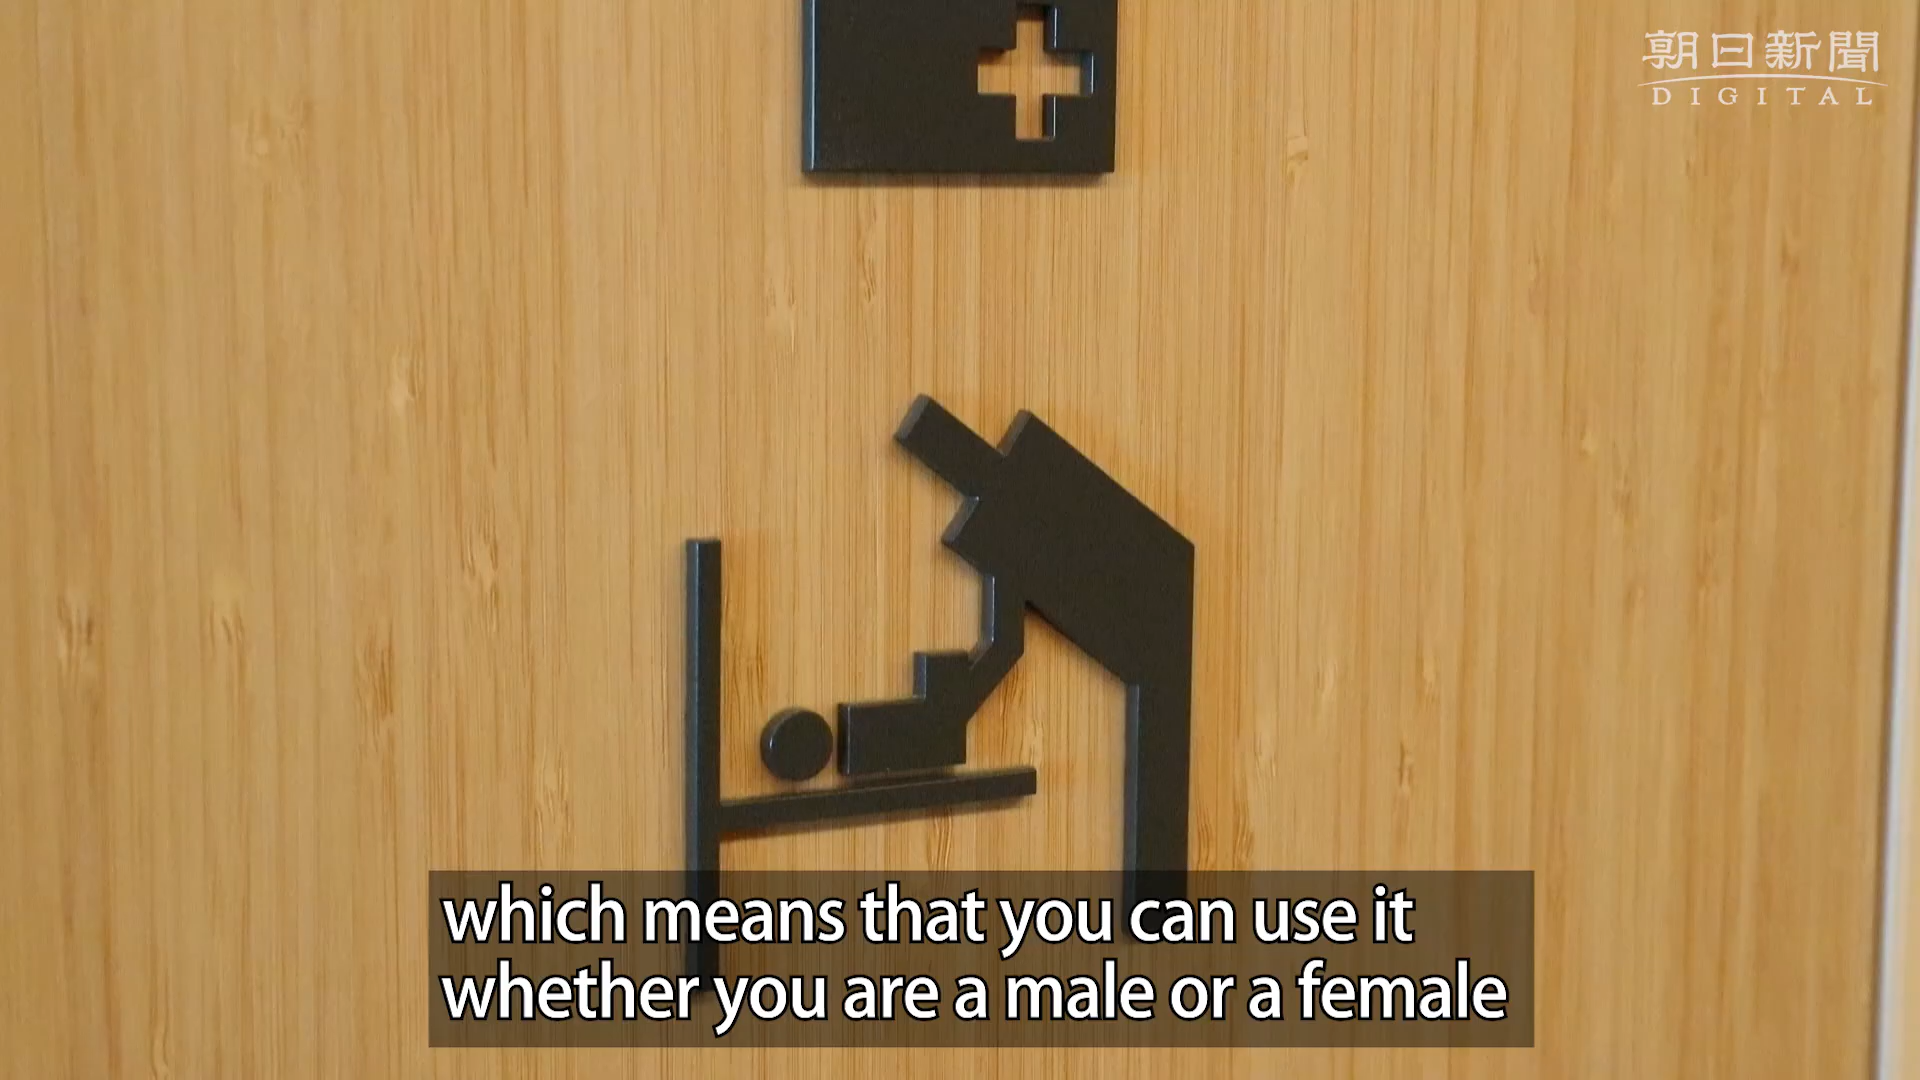 朝日新聞
DIGITAL
which means that you can use it
whether you are a male or a female